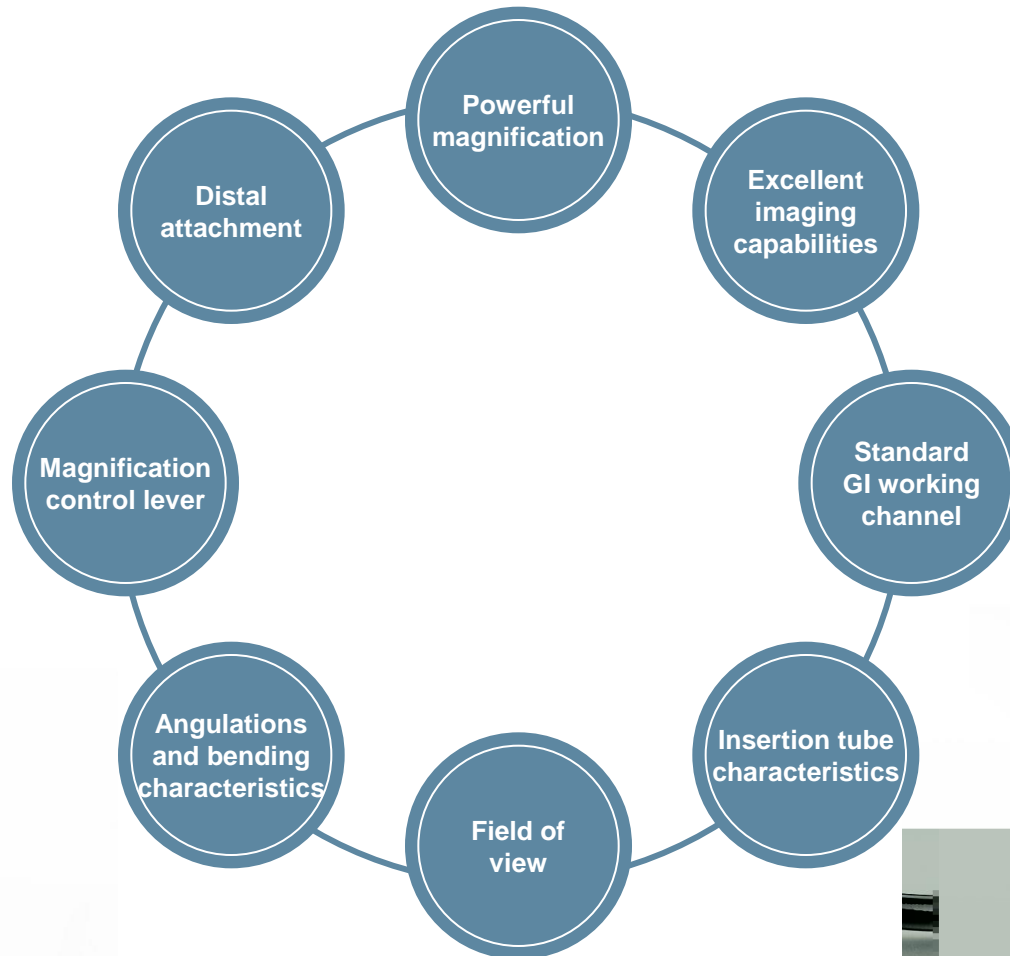 Powerful
magnification
Excellent
imaging
capabilities
Standard
GI working
channel
Insertion tube
characteristics
Field of
view
Angulations
and bending
characteristics
Magnification
control lever
Distal
attachment